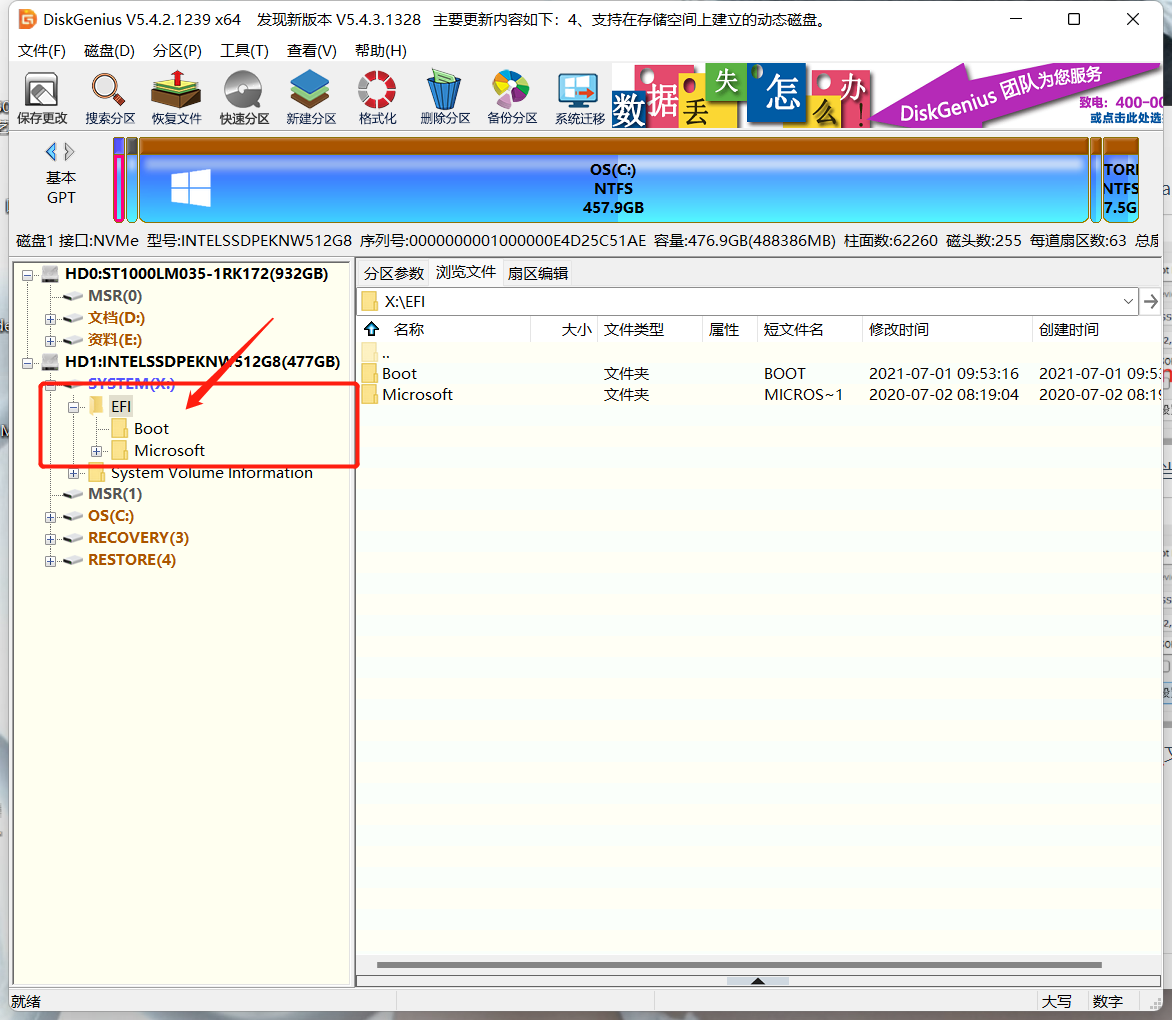 DiskGenius V5.4.2.1239 x64 发现新版本 V5.4.3.1328 主要更新内容如下：4、支持在存储空间上建立的动态磁盘。
文件(F) 磁盘(D) 分区(P) 工具(T) 查看(V) 帮助(H)
保存更改 搜索分区 恢复文件 快速分区 新建分区 格式化 删除分区 备份分区 系统迁移
数据丢失怎么办！
DiskGenius 团队为您服务
致电: 400-00
或点击此处选
基本
GPT
OS(C:)
NTFS
457.9GB
TOR
NTFS
7.5G
磁盘1 接口:NVMe 型号:INTELSSDPEKNW512G8 序列号:0000000001000000E4D25C51AE 容量:476.9GB(488386MB) 柱面数:62260 磁头数:255 每道扇区数:63 总
HD0:ST1000LM035-1RK172(932GB)
MSR(0)
文档(D:)
资料(E:)
HD1:INTELSSDPEKNW512G8(477GB)
SYSTEM(X:)
EFI
Boot
Microsoft
System Volume Information
MSR(1)
OS(C:)
RECOVERY(3)
RESTORE(4)
分区参数 浏览文件 扇区编辑
X:\EFI
名称 大小 文件类型 属性 短文件名 修改时间 创建时间
..
Boot 文件夹 BOOT 2021-07-01 09:53:16 2021-07-01 09:53:
Microsoft 文件夹 MICROS~1 2020-07-02 08:19:04 2020-07-02 08:19
就绪 大写 数字